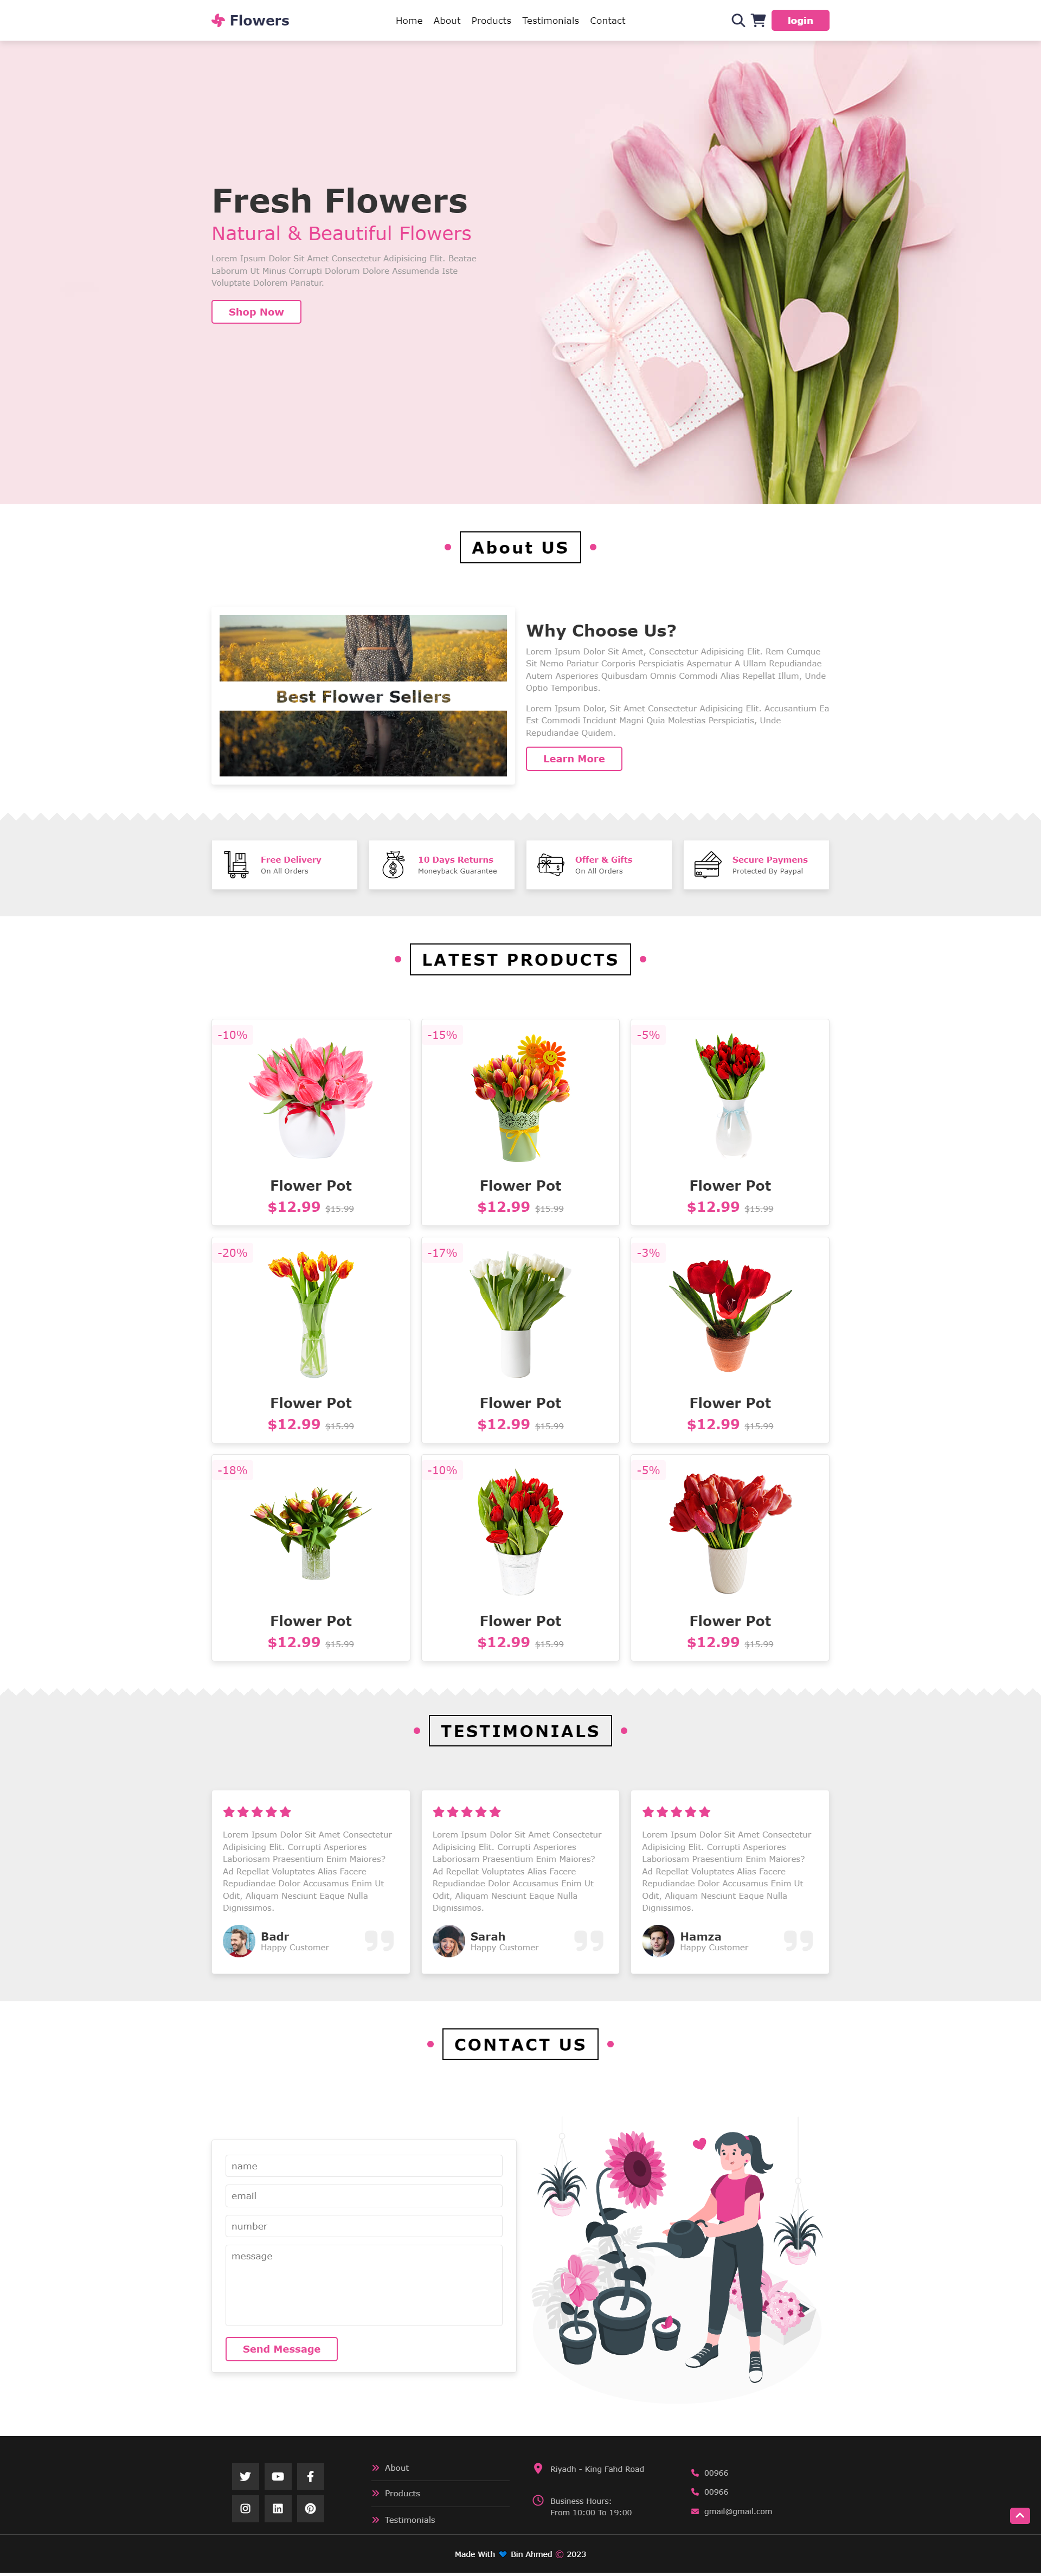 Flowers
Home About Products Testimonials Contact
login
Fresh Flowers
Natural & Beautiful Flowers
Lorem Ipsum Dolor Sit Amet Consectetur Adipisicing Elit. Beatae
Laborum Ut Minus Corrupti Dolorum Dolore Assumenda Iste
Voluptate Dolorem Pariatur.
Shop Now
About US
Best Flower Sellers
Why Choose Us?
Lorem Ipsum Dolor Sit Amet, Consectetur Adipisicing Elit. Rem Cumque
Sit Nemo Pariatur Corporis Perspiciatis Aspernatur A Ullam Repudiandae
Autem Asperiores Quibusdam Omnis Commodi Alias Repellat Illum, Unde
Optio Temporibus.
Lorem Ipsum Dolor, Sit Amet Consectetur Adipisicing Elit. Accusantium Ea
Est Commodi Incidunt Magni Quia Molestias Perspiciatis, Unde
Repudiandae Quidem.
Learn More
Free Delivery
On All Orders
10 Days Returns
Moneyback Guarantee
Offer & Gifts
On All Orders
Secure Paymens
Protected By Paypal
LATEST PRODUCTS
-10%
Flower Pot
$12.99 $15.99
-15%
Flower Pot
$12.99 $15.99
-5%
Flower Pot
$12.99 $15.99
-20%
Flower Pot
$12.99 $15.99
-17%
Flower Pot
$12.99 $15.99
-3%
Flower Pot
$12.99 $15.99
-18%
Flower Pot
$12.99 $15.99
-10%
Flower Pot
$12.99 $15.99
-5%
Flower Pot
$12.99 $15.99
TESTIMONIALS
Lorem Ipsum Dolor Sit Amet Consectetur
Adipisicing Elit. Corrupti Asperiores
Laboriosam Praesentium Enim Maiores?
Ad Repellat Voluptates Alias Facere
Repudiandae Dolor Accusamus Enim Ut
Odit, Aliquam Nesciunt Eaque Nulla
Dignissimos.
Badr
Happy Customer
Lorem Ipsum Dolor Sit Amet Consectetur
Adipisicing Elit. Corrupti Asperiores
Laboriosam Praesentium Enim Maiores?
Ad Repellat Voluptates Alias Facere
Repudiandae Dolor Accusamus Enim Ut
Odit, Aliquam Nesciunt Eaque Nulla
Dignissimos.
Sarah
Happy Customer
Lorem Ipsum Dolor Sit Amet Consectetur
Adipisicing Elit. Corrupti Asperiores
Laboriosam Praesentium Enim Maiores?
Ad Repellat Voluptates Alias Facere
Repudiandae Dolor Accusamus Enim Ut
Odit, Aliquam Nesciunt Eaque Nulla
Dignissimos.
Hamza
Happy Customer
CONTACT US
name
email
number
message
Send Message
About
Products
Testimonials
Riyadh - King Fahd Road
Business Hours:
From 10:00 To 19:00
00966
00966
gmail@gmail.com
Made With ❤ Bin Ahmed © 2023